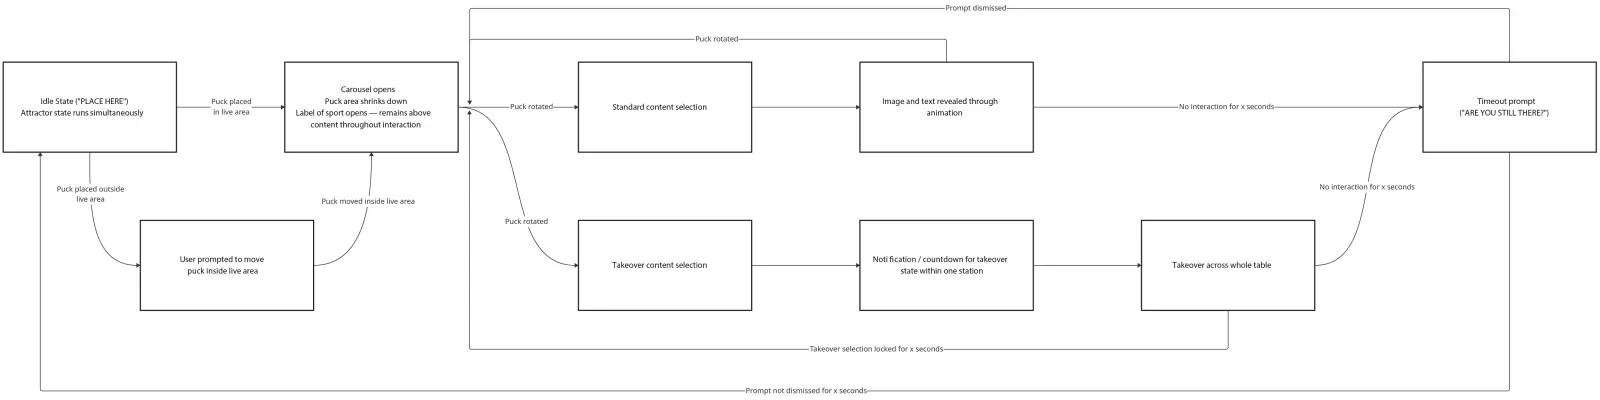 Prompt dismissed
Puck rotated
Idle State ("PLACE HERE")
Attractor state runs simultaneously
Puck placed
in live area
Carousel opens
Puck area shrinks down
Label of sport opens — remains above
content throughout interaction
Puck rotated
Standard content selection
Image and text revealed through
animation
No interaction for x seconds
Timeout prompt
("ARE YOU STILL THERE?")
Puck placed outside
live area
Puck moved inside live area
No interaction for x seconds
Puck rotated
User prompted to move
puck inside live area
Takeover content selection
Notification / countdown for takeover
state within one station
Takeover across whole table
Takeover selection locked for x seconds
Prompt not dismissed for x seconds